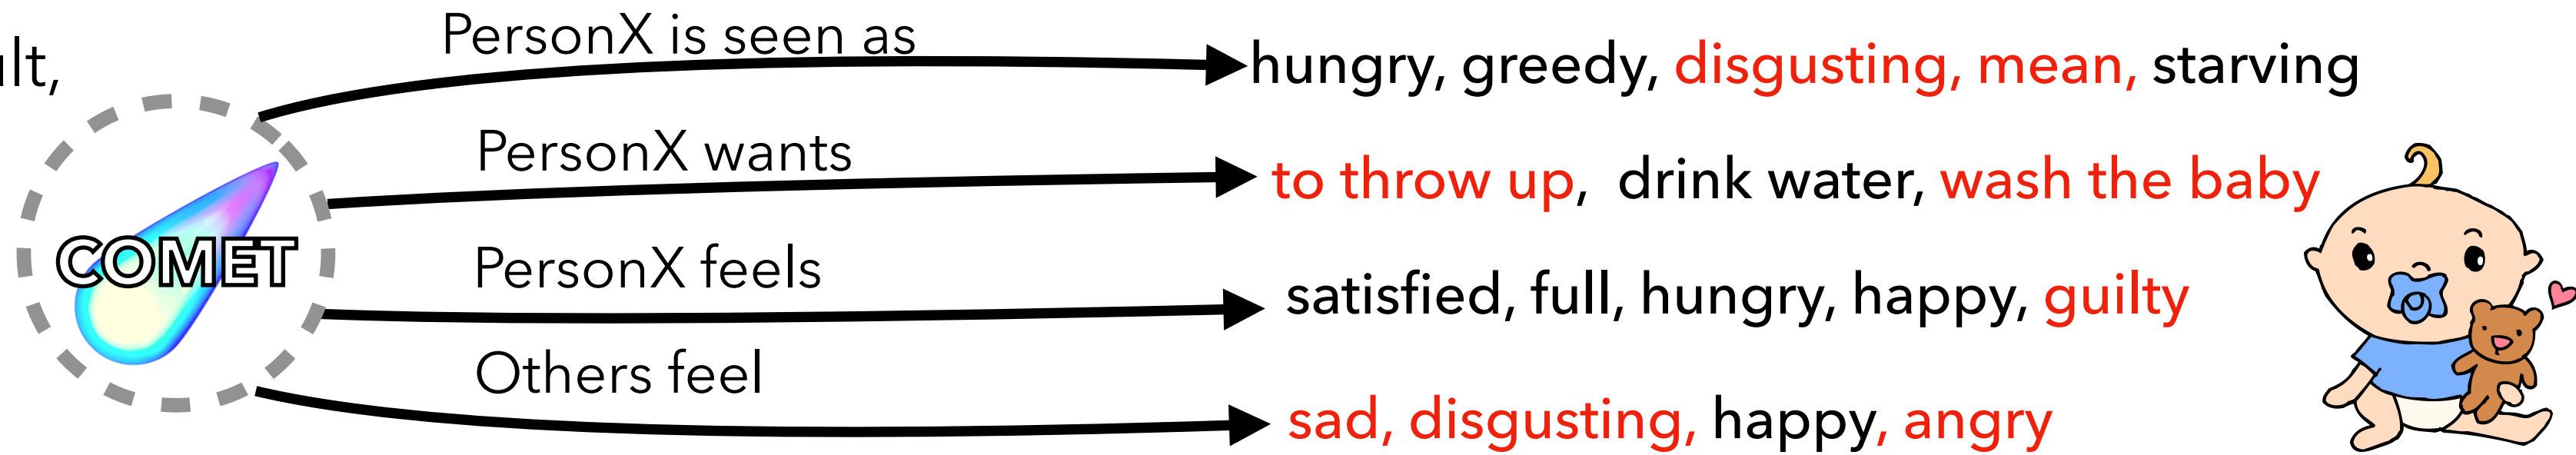 PersonX is seen as
hungry, greedy, disgusting, mean, starving
PersonX wants
to throw up, drink water, wash the baby
COMET
PersonX feels
satisfied, full, hungry, happy, guilty
Others feel
sad, disgusting, happy, angry